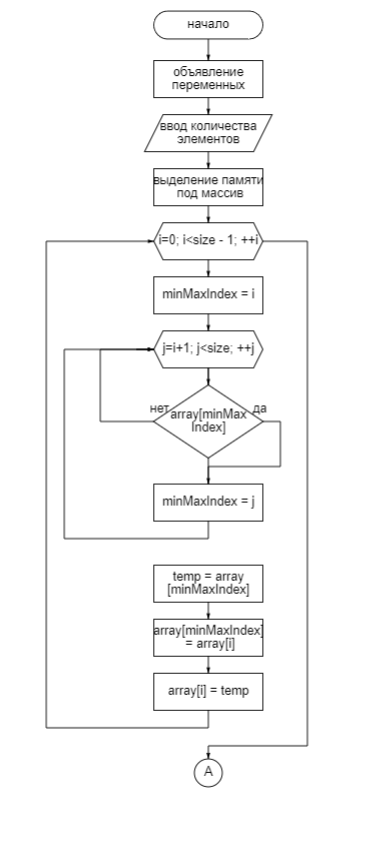 начало
объявление
переменных
ввод количества
элементов
выделение памяти
под массив
i=0; i<size - 1; ++i
minMaxIndex = i
j=i+1; j<size; ++j
нет
array[minMax
Index]
да
minMaxIndex = j
temp = array
[minMaxIndex]
array[minMaxIndex]
= array[i]
array[i] = temp
A